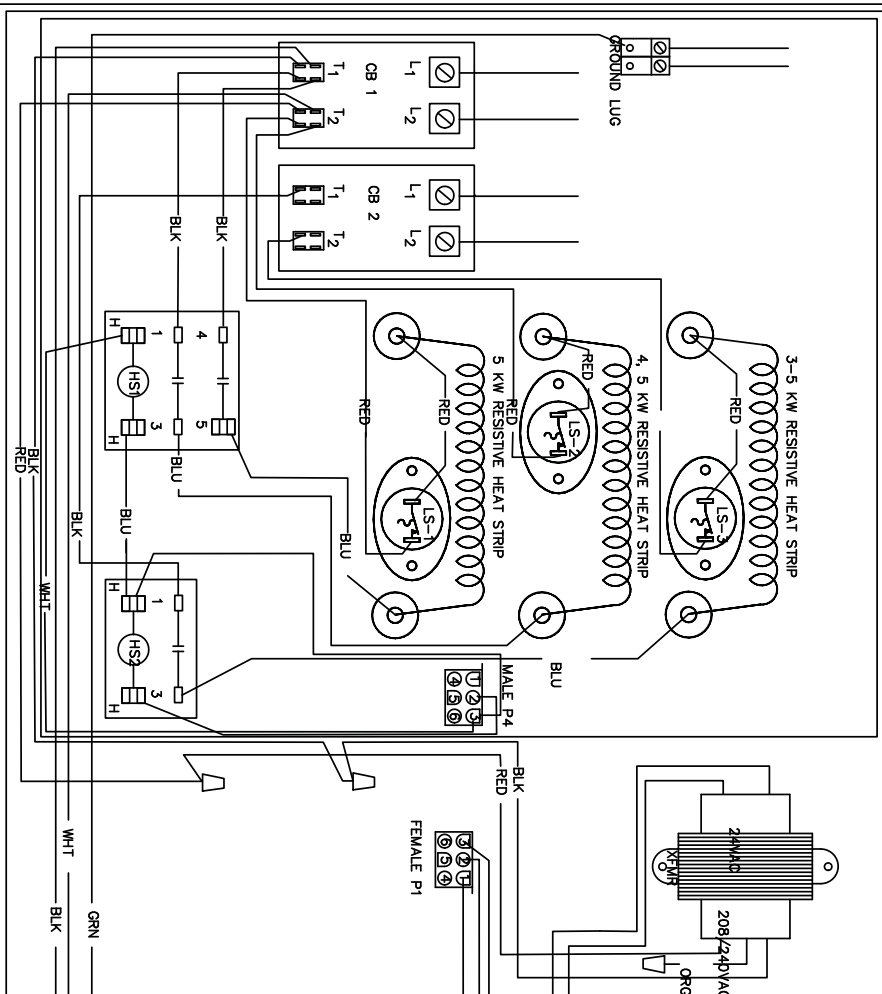 GROUND LUG
CB 1
L1
L2
T1
T2
CB 2
L1
L2
T1
T2
BLK
BLK
3-5 KW RESISTIVE HEAT STRIP
4, 5 KW RESISTIVE HEAT STRIP
5 KW RESISTIVE HEAT STRIP
RED
RED
RED
RED
RED
LS-1
LS-2
LS-3
H
1
4
HS1
H
3
5
BLU
BLU
BLU
BLU
BLK
RED
BLK
WHT
H
1
HS2
3
H
MALE P4
1
2
3
4
5
6
BLK
RED
FEMALE P1
3
2
1
6
5
4
24VAC
XFMR
208/240VAC
ORG
WHT
BLK
GRN